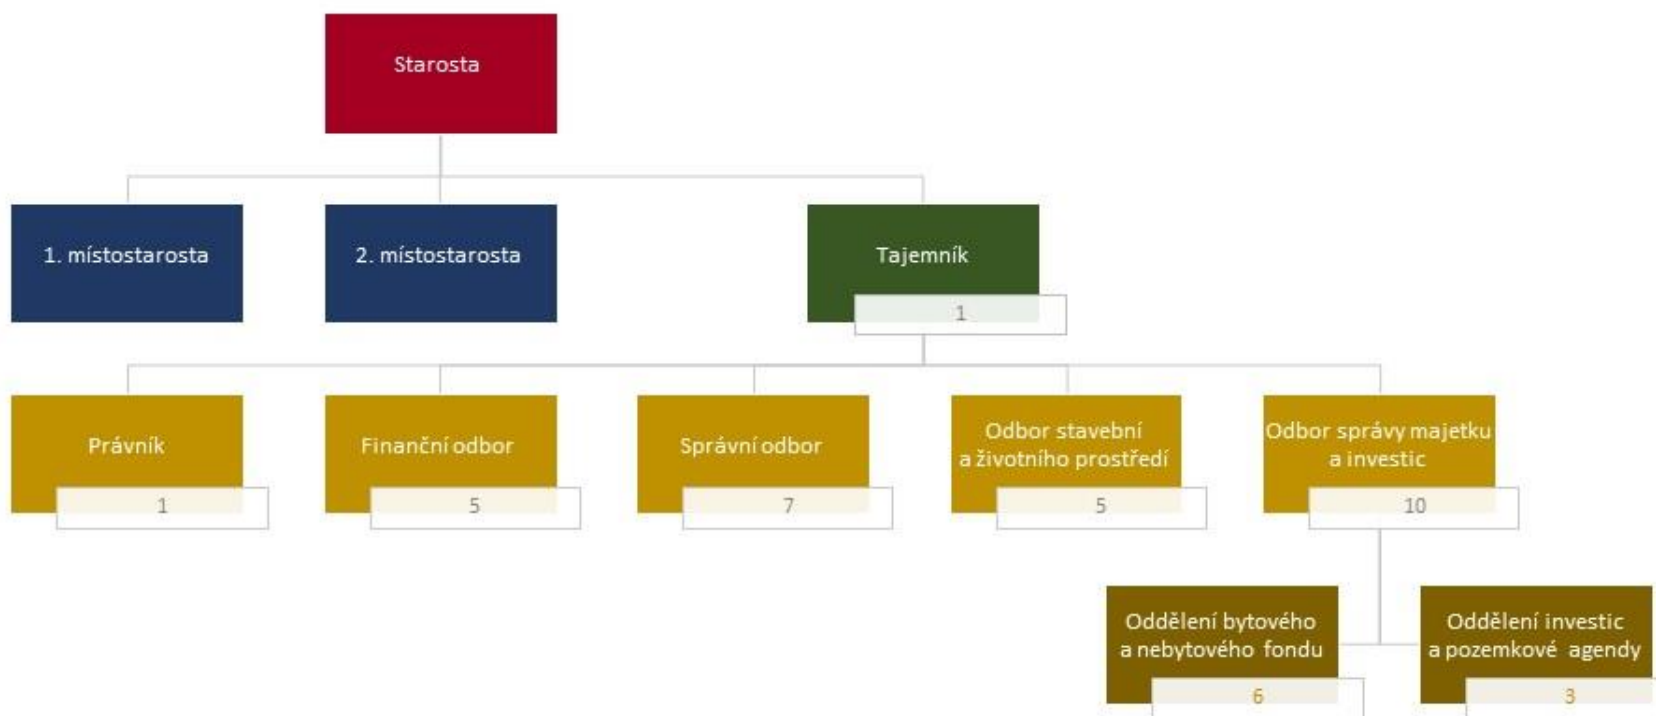 Starosta
1. místostarosta
2. místostarosta
Tajemník
1
Právník
1
Finanční odbor
5
Správní odbor
7
Odbor stavební
a životního prostředí
5
Odbor správy majetku
a investic
10
Oddělení bytového
a nebytového fondu
6
Oddělení investic
a pozemkové agendy
3